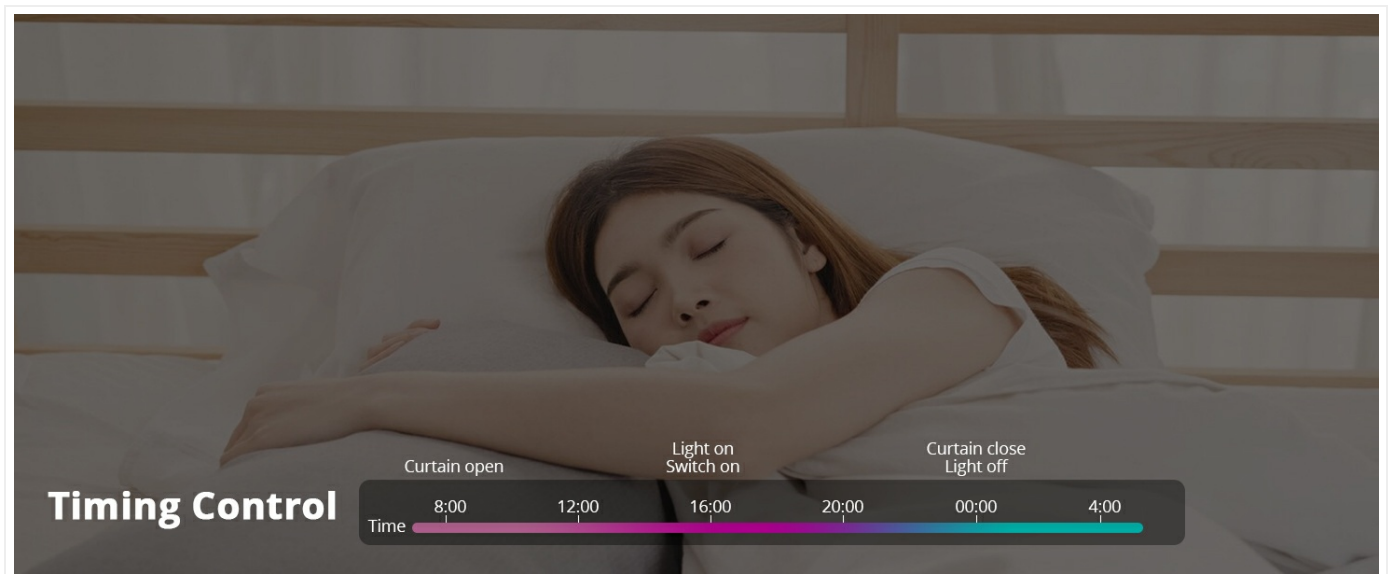 Light on
Curtain close
Curtain open
Switch on
Light off
Timing Control
8:00
12:00
16:00
20:00
00:00
4:00
Time